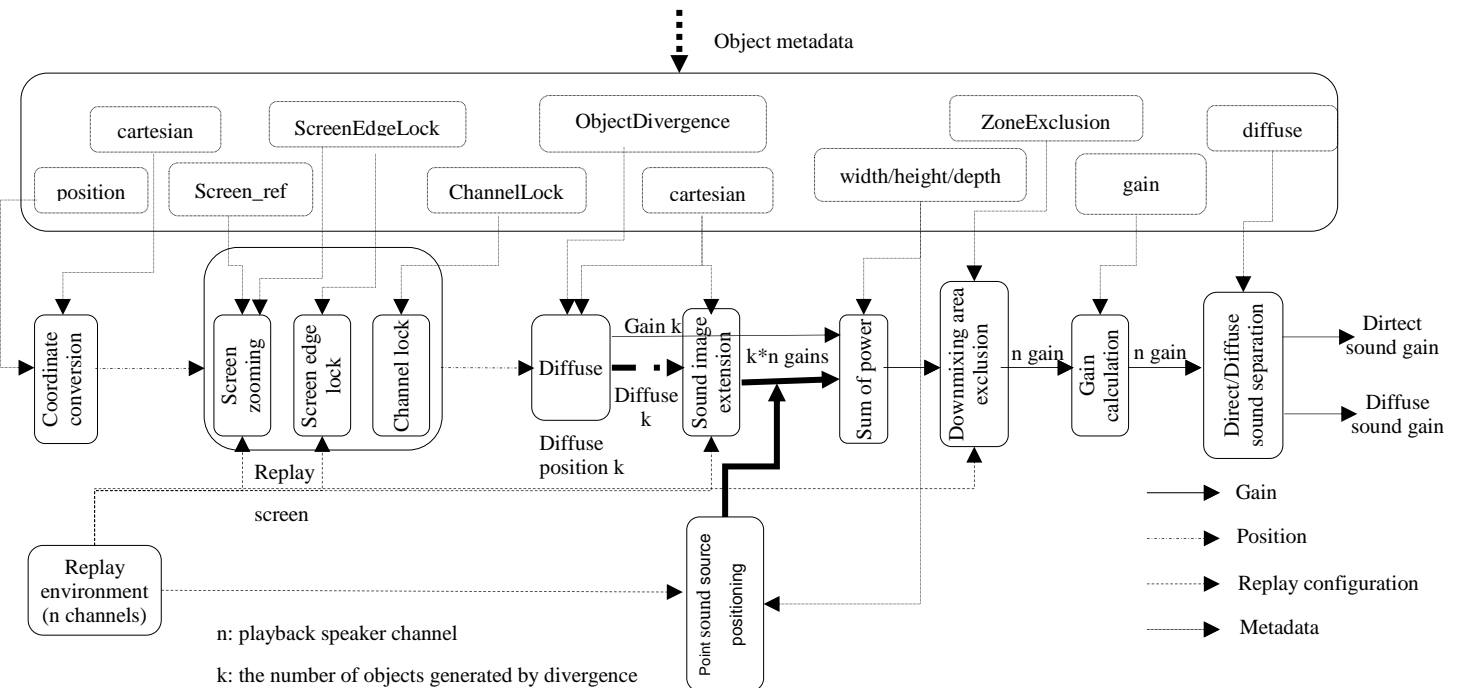 Object metadata
cartesian
ScreenEdgeLock
ObjectDivergence
ZoneExclusion
diffuse
position
Screen_ref
ChannelLock
cartesian
width/height/depth
gain
Coordinate
conversion
Screen
zooming
Screen edge
lock
Channel lock
Diffuse
Gain k
Diffuse
k
Diffuse
position k
Sound image
extension
k*n gains
Sum of power
Downmixing area
exclusion
n gain
Gain
calculation
n gain
Direct/Diffuse
sound separation
Dirtect
sound gain
Diffuse
sound gain
Replay
screen
Replay
environment
(n channels)
Point sound source
positioning
Gain
Position
Replay configuration
Metadata
n: playback speaker channel
k: the number of objects generated by divergence